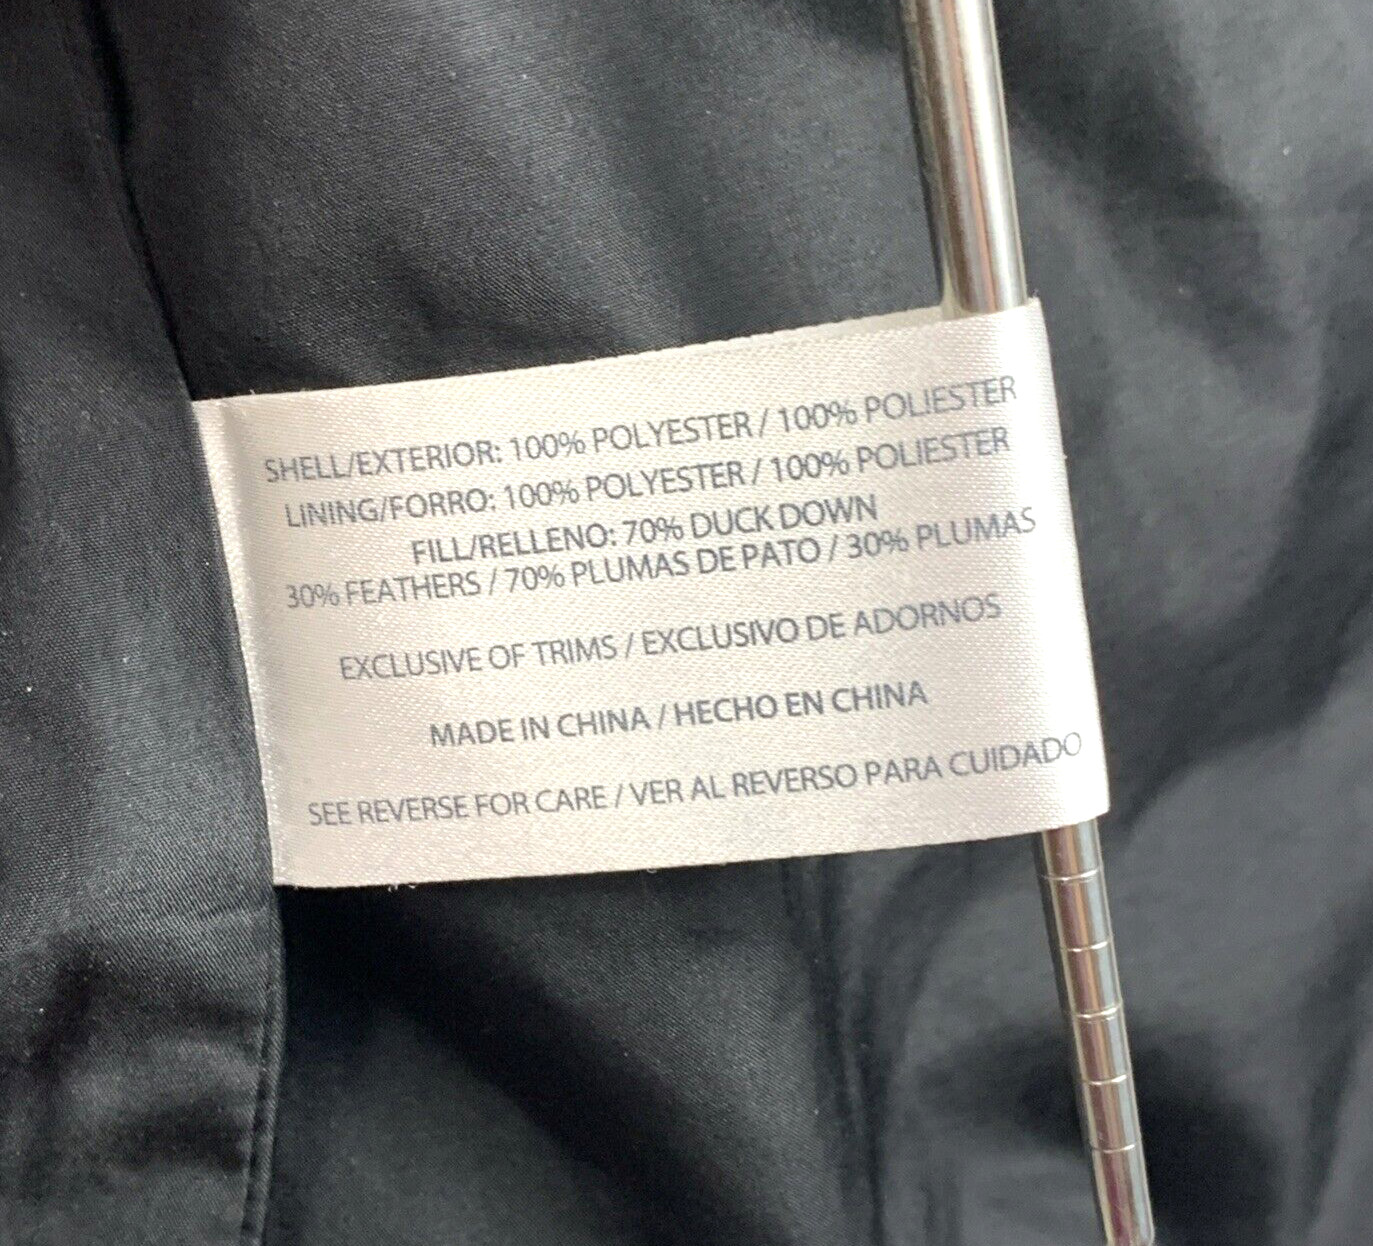 SHELL/EXTERIOR: 100% POLYESTER / 100% POLIESTER
LINING/FORRO: 100% POLYESTER / 100% POLIESTER
FILL/RELLENO: 70% DUCK DOWN
30% FEATHERS / 70% PLUMAS DE PATO / 30% PLUMAS
EXCLUSIVE OF TRIMS / EXCLUSIVO DE ADORNOS
MADE IN CHINA / HECHO EN CHINA
SEE REVERSE FOR CARE / VER AL REVERSO PARA CUIDADO